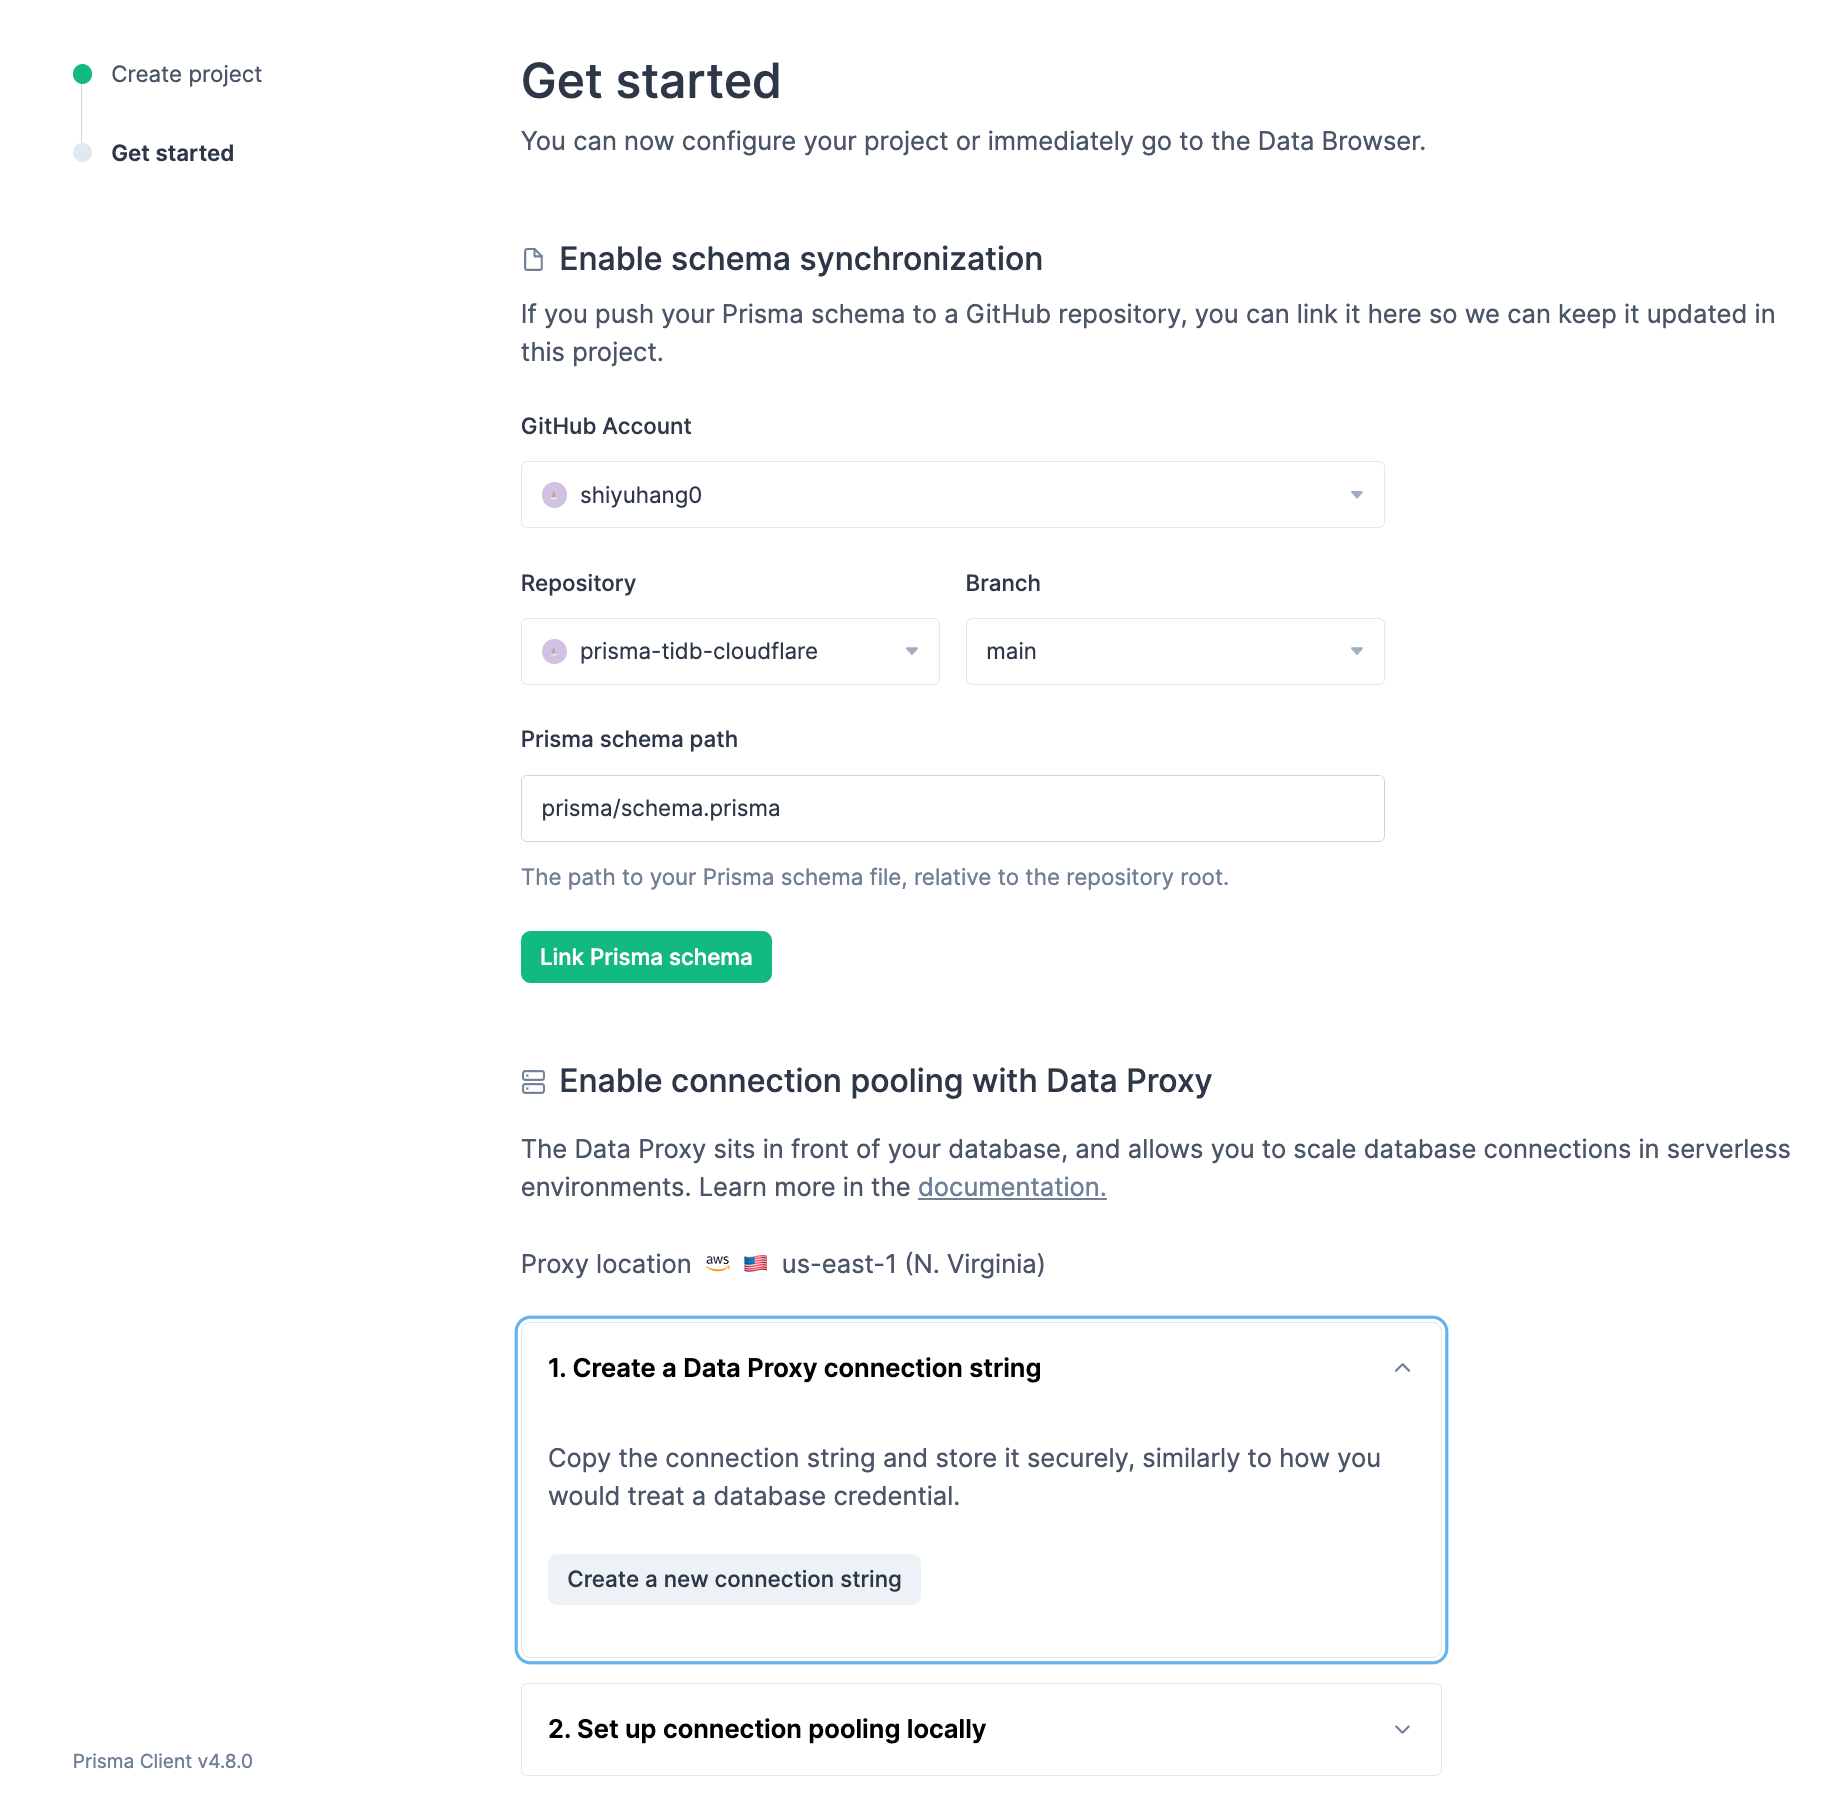 Create project
Get started
Get started
You can now configure your project or immediately go to the Data Browser.
Enable schema synchronization
If you push your Prisma schema to a GitHub repository, you can link it here so we can keep it updated in
this project.
GitHub Account
shiyuhang0
Repository
Branch
prisma-tidb-cloudflare
main
Prisma schema path
prisma/schema.prisma
The path to your Prisma schema file, relative to the repository root.
Link Prisma schema
Enable connection pooling with Data Proxy
The Data Proxy sits in front of your database, and allows you to scale database connections in serverless
environments. Learn more in the documentation.
Proxy location aws us-east-1 (N. Virginia)
1. Create a Data Proxy connection string
Copy the connection string and store it securely, similarly to how you
would treat a database credential.
Create a new connection string
2. Set up connection pooling locally
Prisma Client v4.8.0